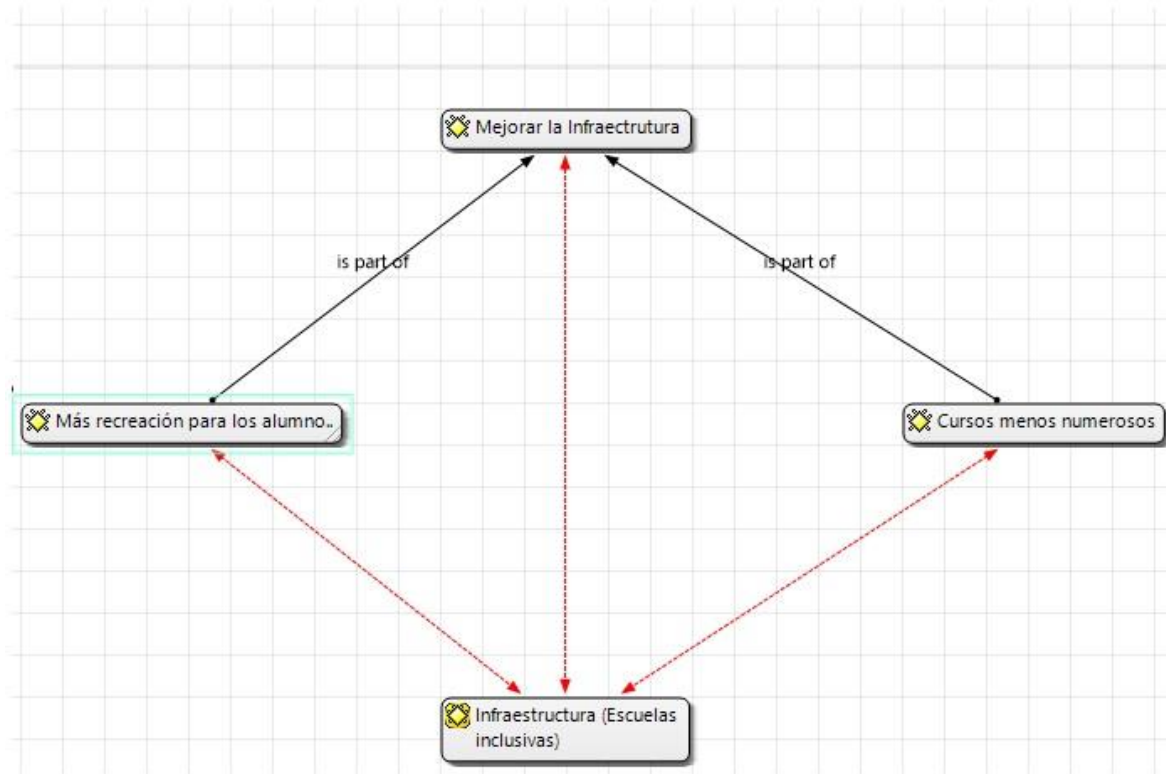 Mejorar la Infraectrutura
is part of
is part of
Más recreación para los alumno..
Cursos menos numerosos
Infraestructura (Escuelas
inclusivas)